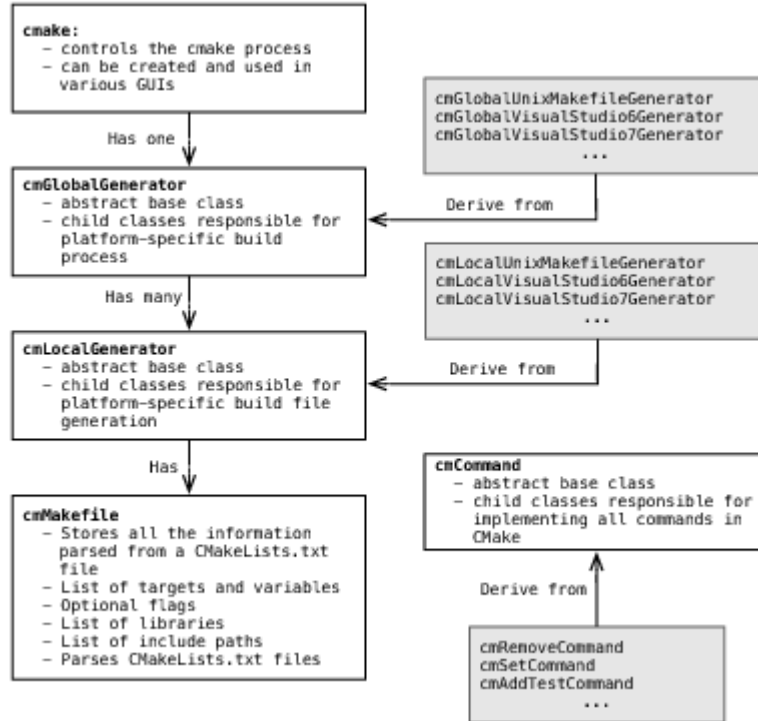 cmake:
– controls the cmake process
– can be created and used in
various GUIs
Has one
cmGlobalUnixMakefileGenerator
cmGlobalVisualStudio6Generator
cmGlobalVisualStudio7Generator
...
Derive from
cmGlobalGenerator
– abstract base class
– child classes responsible for
platform–specific build
process
Has many
cmLocalUnixMakefileGenerator
cmLocalVisualStudio6Generator
cmLocalVisualStudio7Generator
...
Derive from
cmLocalGenerator
– abstract base class
– child classes responsible for
platform–specific build file
generation
Has
cmMakefile
– Stores all the information
parsed from a CMakeLists.txt
file
– List of targets and variables
– Optional flags
– List of libraries
– List of include paths
– Parses CMakeLists.txt files
cmCommand
– abstract base class
– child classes responsible for
implementing all commands in
CMake
Derive from
cmRemoveCommand
cmSetCommand
cmAddTestCommand
...